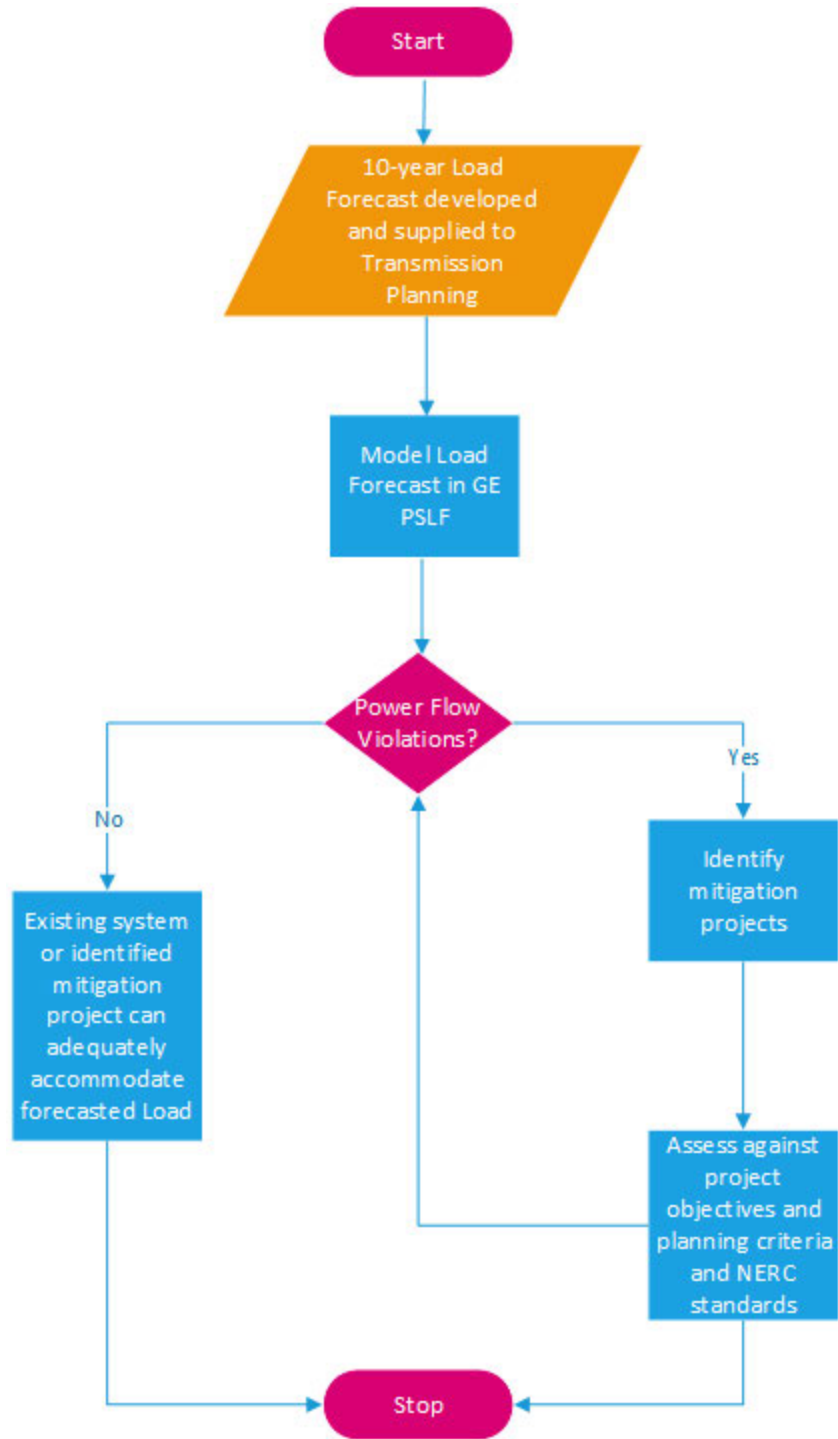 Start
10-year Load
Forecast developed
and supplied to
Transmission
Planning
Model Load
Forecast in GE
PSLF
Power Flow
Violations?
Yes
No
Identify
mitigation
projects
Existing system
or identified
mitigation
project can
adequately
accommodate
forecasted Load
Assess against
project
objectives and
planning criteria
and NERC
standards
Stop